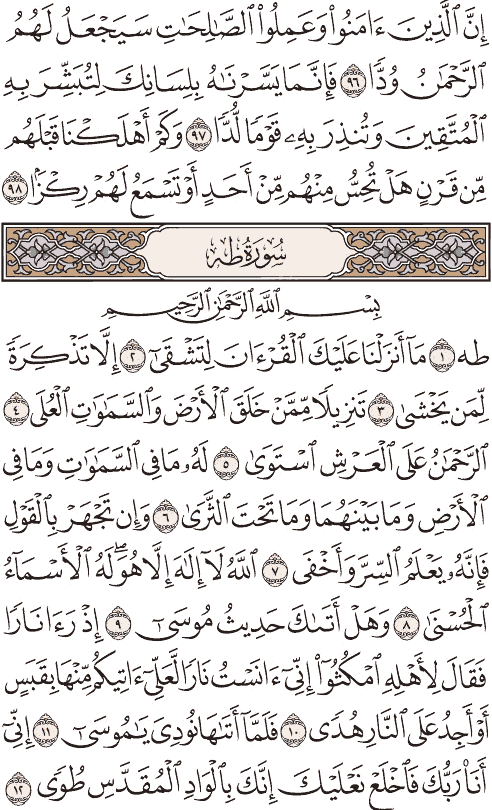 إِنَّ ٱلَّذِينَ ءَامَنُوا۟ وَعَمِلُوا۟ ٱلصَّـٰلِحَـٰتِ سَيَجْعَلُ لَهُمُ
ٱلرَّحْمَـٰنُ وُدًّا ٩٦ فَإِنَّمَا يَسَّرْنَـٰهُ بِلِسَانِكَ لِتُبَشِّرَ بِهِ
ٱلْمُتَّقِينَ وَتُنذِرَ بِهِۦ قَوْمًا لُّدًّا ٩٧ وَكَمْ أَهْلَكْنَا قَبْلَهُم
مِّن قَرْنٍ هَلْ تُحِسُّ مِنْهُم مِّنْ أَحَدٍ أَوْ تَسْمَعُ لَهُمْ رِكْزًۢا ٩٨
سُورَةُ طه
بِسْمِ ٱللَّهِ ٱلرَّحْمَـٰنِ ٱلرَّحِيمِ
طه ١ مَآ أَنزَلْنَا عَلَيْكَ ٱلْقُرْءَانَ لِتَشْقَىٰٓ ٢ إِلَّا تَذْكِرَةً
لِّمَن يَخْشَىٰ ٣ تَنزِيلًا مِّمَّنْ خَلَقَ ٱلْأَرْضَ وَٱلسَّمَـٰوَٰتِ ٱلْعُلَى ٤
ٱلرَّحْمَـٰنُ عَلَى ٱلْعَرْشِ ٱسْتَوَىٰ ٥ لَهُۥ مَا فِى ٱلسَّمَـٰوَٰتِ وَمَا فِى
ٱلْأَرْضِ وَمَا بَيْنَهُمَا وَمَا تَحْتَ ٱلثَّرَىٰ ٦ وَإِن تَجْهَرْ بِٱلْقَوْلِ
فَإِنَّهُۥ يَعْلَمُ ٱلسِّرَّ وَأَخْفَى ٧ ٱللَّهُ لَآ إِلَـٰهَ إِلَّا هُوَ ۖ لَهُ ٱلْأَسْمَآءُ
ٱلْحُسْنَىٰ ٨ وَهَلْ أَتَىٰكَ حَدِيثُ مُوسَىٰٓ ٩ إِذْ رَءَا نَارًا
فَقَالَ لِأَهْلِهِ ٱمْكُثُوٓا۟ إِنِّىٓ ءَانَسْتُ نَارًا لَّعَلِّىٓ ءَاتِيكُم مِّنْهَا بِقَبَسٍ
أَوْ أَجِدُ عَلَى ٱلنَّارِ هُدًى ١٠ فَلَمَّآ أَتَىٰهَا نُودِىَ يَـٰمُوسَىٰٓ ١١ إِنِّىٓ
أَنَا۠ رَبُّكَ فَٱخْلَعْ نَعْلَيْكَ ۖ إِنَّكَ بِٱلْوَادِ ٱلْمُقَدَّسِ طُوًى ١٢